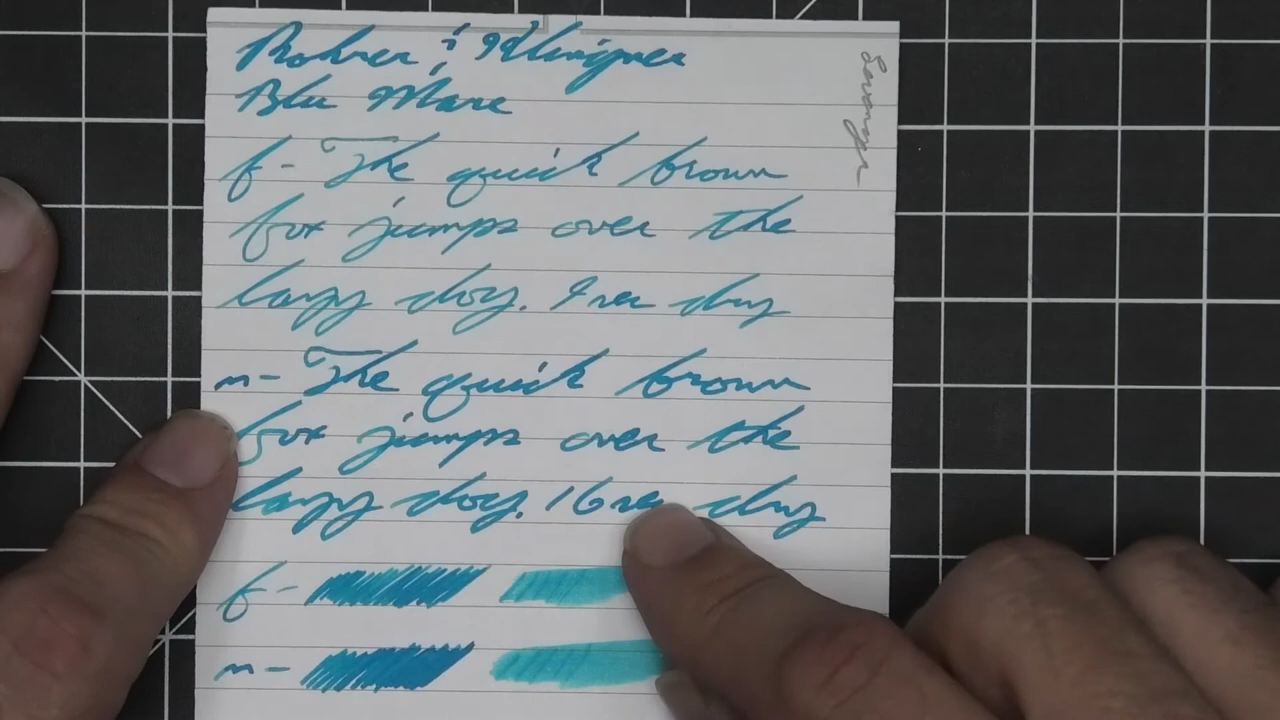 Rohrer & Klingner
Blu Mare
f - The quick brown
fox jumps over the
lazy dog. 9 sec dry
m - The quick brown
fox jumps over the
lazy dog. 16 sec dry
f -
m -